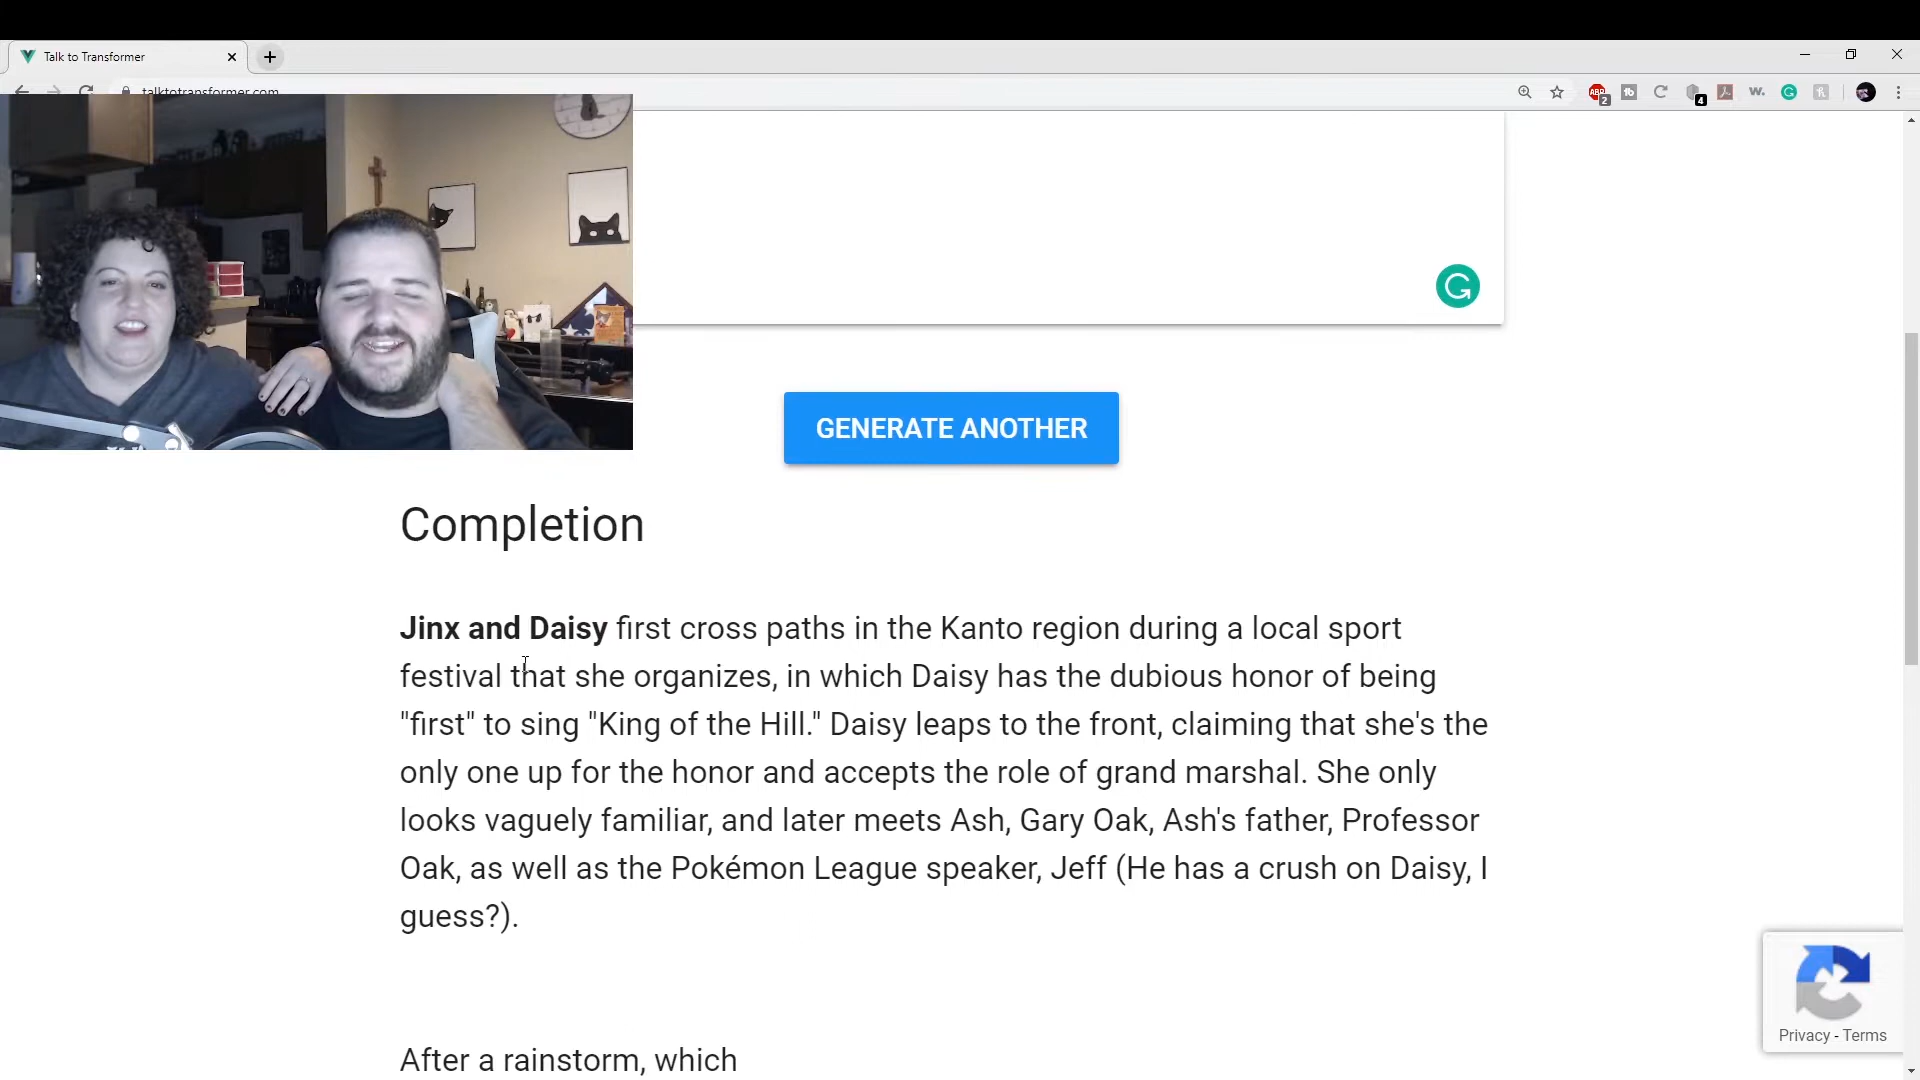 Talk to Transformer
talktotransformer.com
GENERATE ANOTHER
Completion
Jinx and Daisy first cross paths in the Kanto region during a local sport
festival that she organizes, in which Daisy has the dubious honor of being
"first" to sing "King of the Hill." Daisy leaps to the front, claiming that she's the
only one up for the honor and accepts the role of grand marshal. She only
looks vaguely familiar, and later meets Ash, Gary Oak, Ash's father, Professor
Oak, as well as the Pokémon League speaker, Jeff (He has a crush on Daisy, I
guess?).
After a rainstorm, which
Privacy - Terms